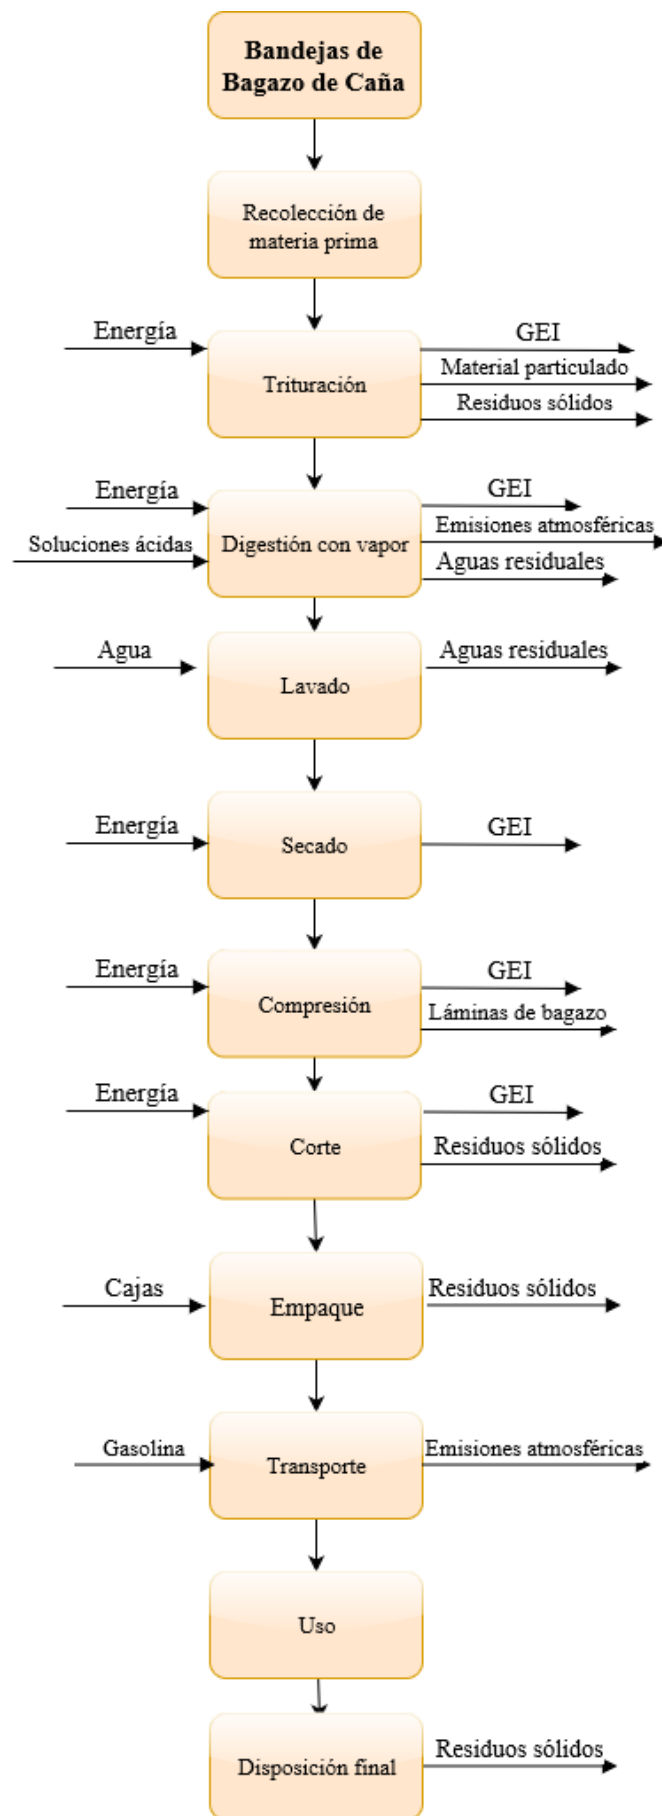 Bandejas de
Bagazo de Caña
Recolección de
materia prima
Energía
Trituración
GEI
Material particulado
Residuos sólidos
Energía
Soluciones ácidas
Digestión con vapor
GEI
Emisiones atmosféricas
Aguas residuales
Agua
Lavado
Aguas residuales
Energía
Secado
GEI
Energía
Compresión
GEI
Láminas de bagazo
Energía
Corte
GEI
Residuos sólidos
Cajas
Empaque
Residuos sólidos
Gasolina
Transporte
Emisiones atmosféricas
Uso
Disposición final
Residuos sólidos